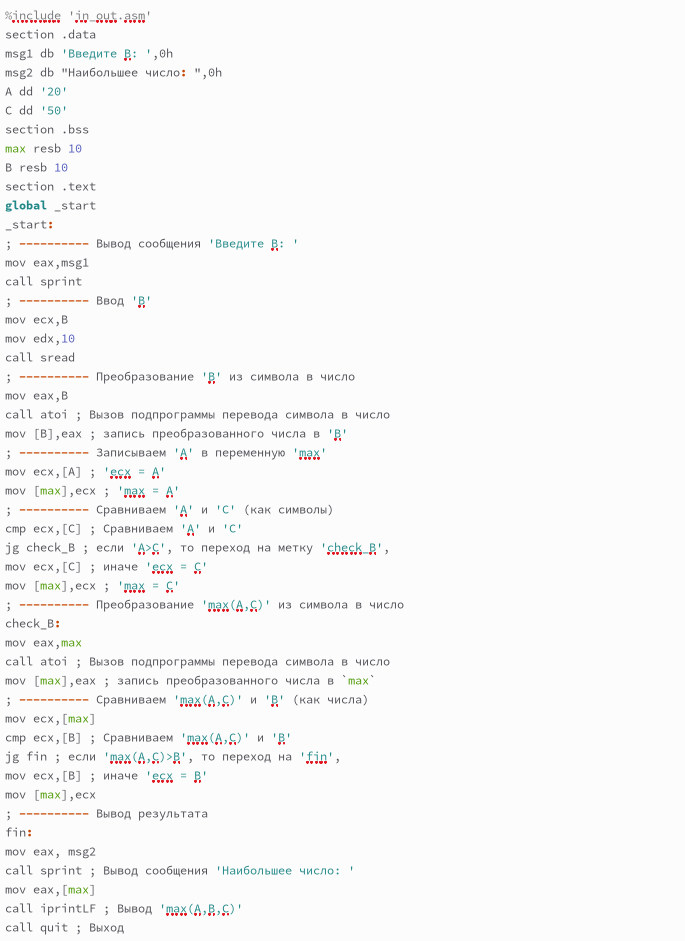 %include 'in_out.asm'
section .data
msg1 db 'Введите B: ',0h
msg2 db "Наибольшее число: ",0h
A dd '20'
C dd '50'
section .bss
max resb 10
B resb 10
section .text
global _start
_start:
; ---------- Вывод сообщения 'Введите B: '
mov eax,msg1
call sprint
; ---------- Ввод 'B'
mov ecx,B
mov edx,10
call sread
; ---------- Преобразование 'B' из символа в число
mov eax,B
call atoi ; Вызов подпрограммы перевода символа в число
mov [B],eax ; запись преобразованного числа в 'B'
; ---------- Записываем 'A' в переменную 'max'
mov ecx,[A] ; 'ecx = A'
mov [max],ecx ; 'max = A'
; ---------- Сравниваем 'A' и 'С' (как символы)
cmp ecx,[C] ; Сравниваем 'A' и 'С'
jg check_B ; если 'A>C', то переход на метку 'check_B',
mov ecx,[C] ; иначе 'ecx = C'
mov [max],ecx ; 'max = C'
; ---------- Преобразование 'max(A,C)' из символа в число
check_B:
mov eax,max
call atoi ; Вызов подпрограммы перевода символа в число
mov [max],eax ; запись преобразованного числа в `max`
; ---------- Сравниваем 'max(A,C)' и 'B' (как числа)
mov ecx,[max]
cmp ecx,[B] ; Сравниваем 'max(A,C)' и 'B'
jg fin ; если 'max(A,C)>B', то переход на 'fin',
mov ecx,[B] ; иначе 'ecx = B'
mov [max],ecx
; ---------- Вывод результата
fin:
mov eax, msg2
call sprint ; Вывод сообщения 'Наибольшее число: '
mov eax,[max]
call iprintLF ; Вывод 'max(A,B,C)'
call quit ; Выход